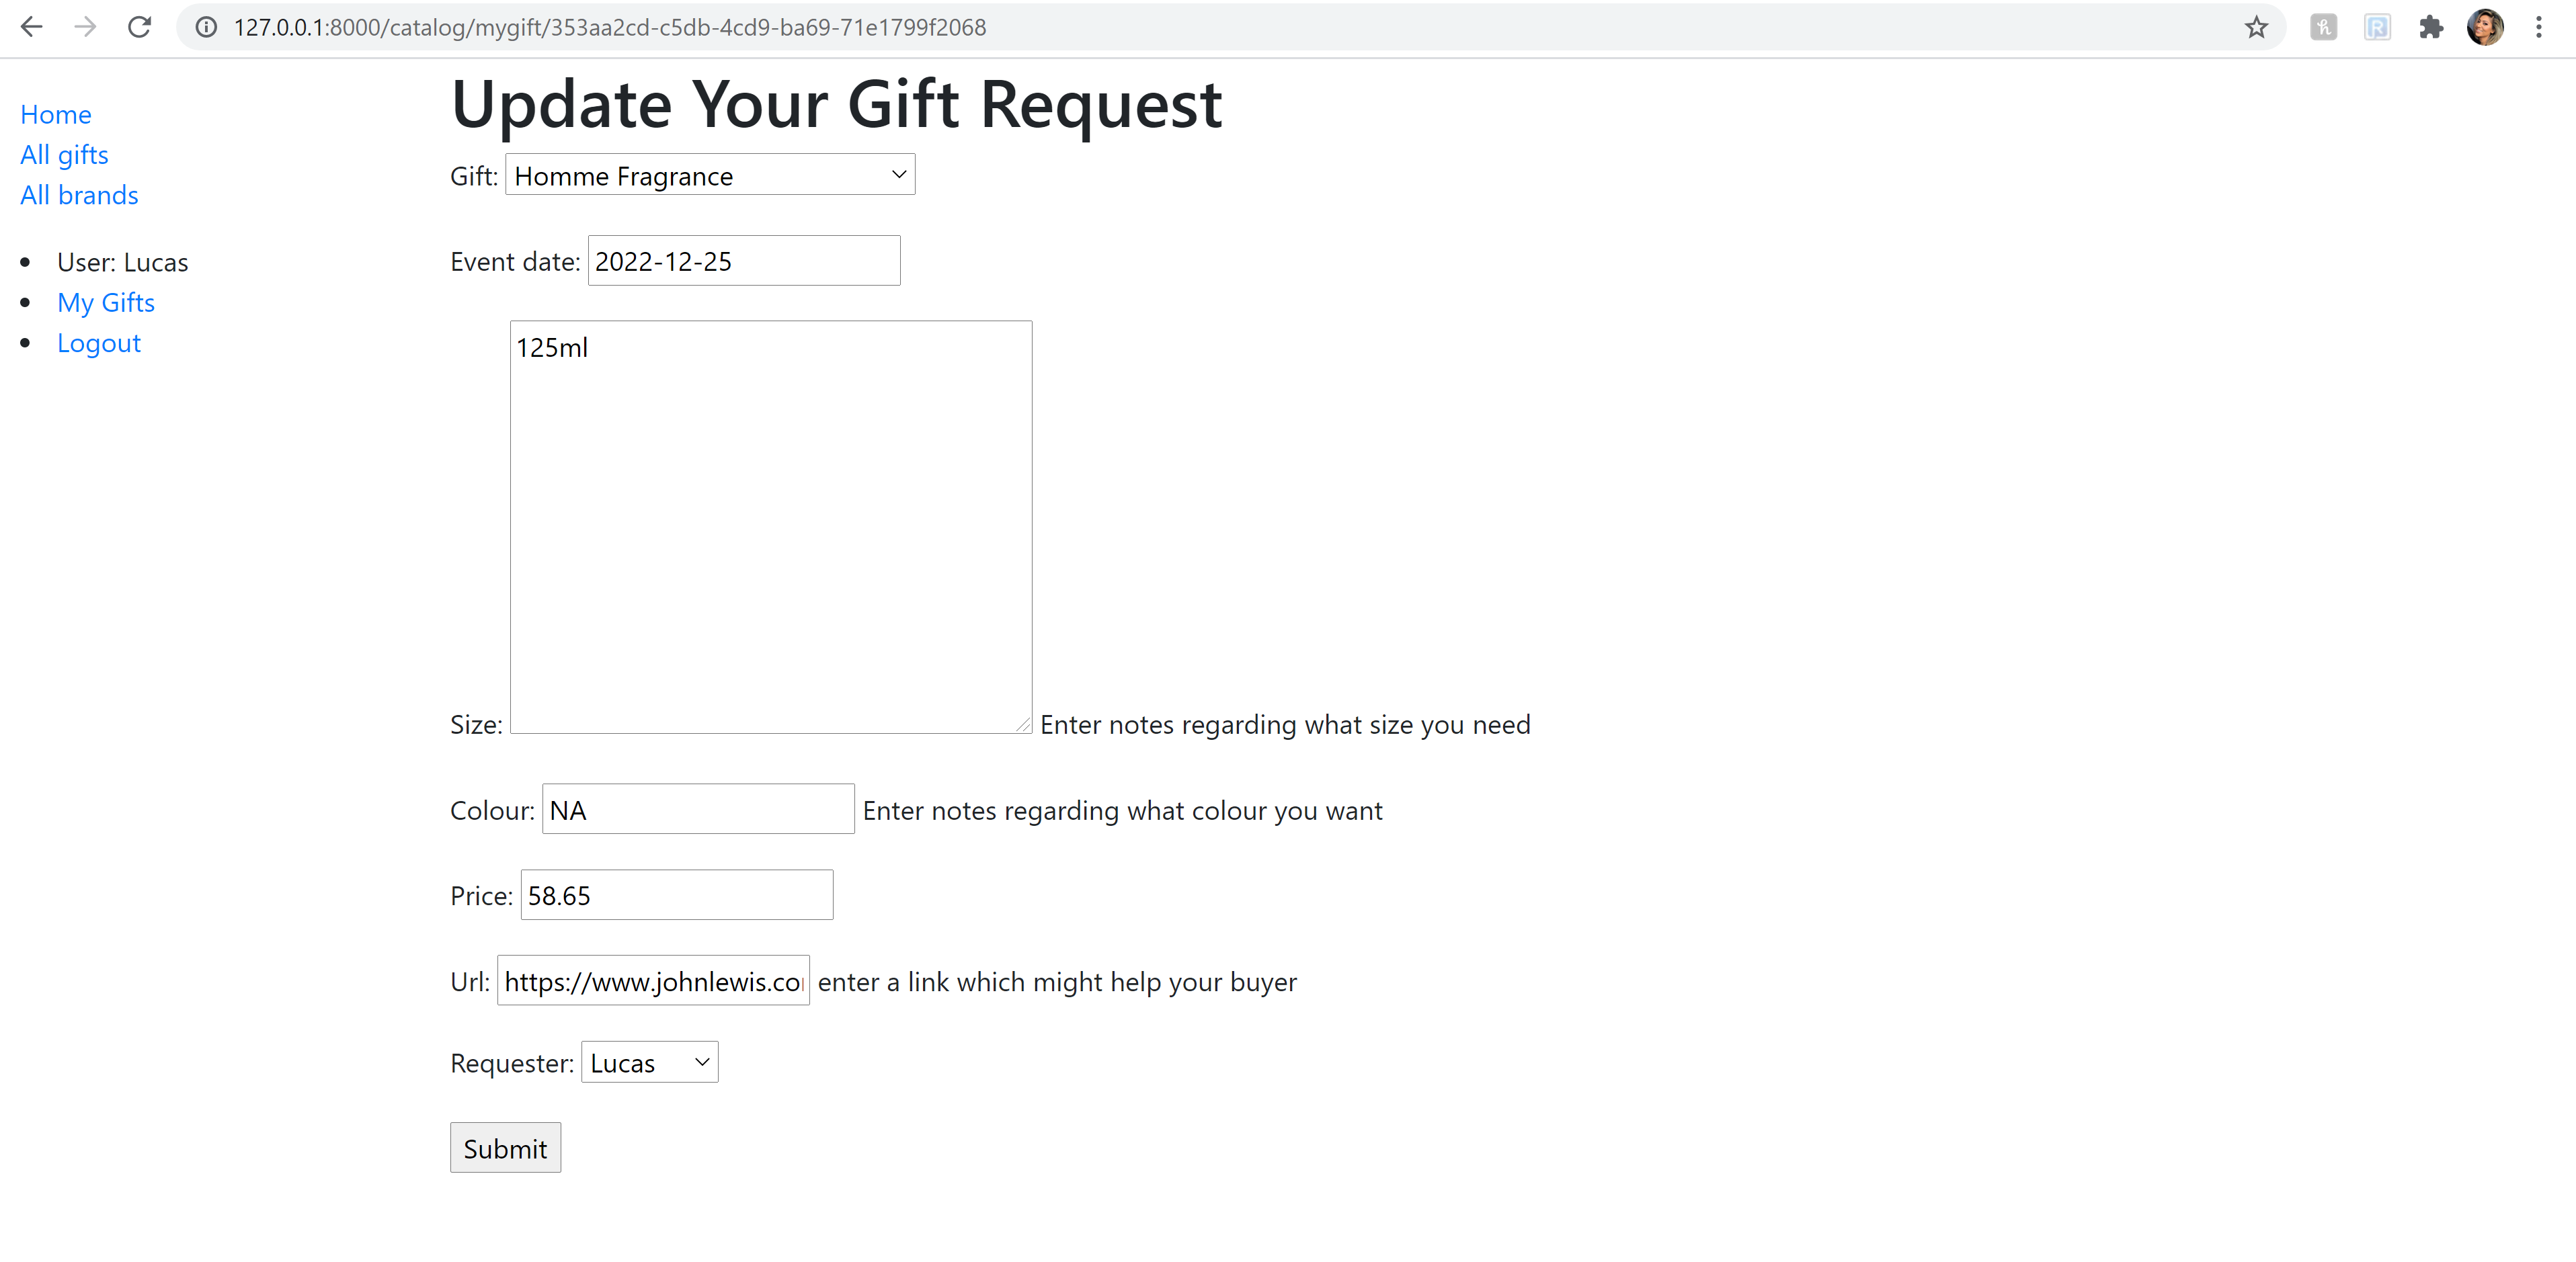 127.0.0.1:8000/catalog/mygift/353aa2cd-c5db-4cd9-ba69-71e1799f2068
Home
All gifts
All brands
User: Lucas
My Gifts
Logout
Update Your Gift Request
Gift: Homme Fragrance
Event date: 2022-12-25
125ml
Size: Enter notes regarding what size you need
Colour: NA Enter notes regarding what colour you want
Price: 58.65
Url: https://www.johnlewis.co enter a link which might help your buyer
Requester: Lucas
Submit